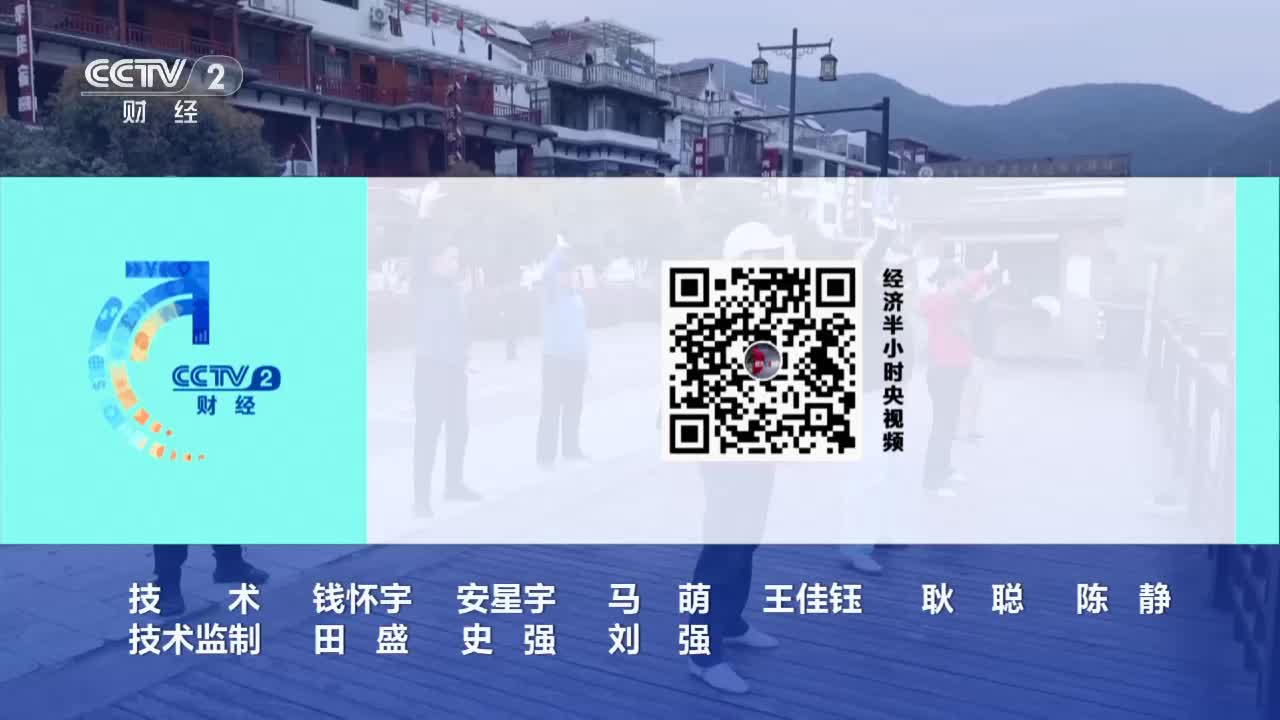 CCTV 2
财 经
CCTV 2
财 经
经济半小时央视频
技 术 钱怀宇 安星宇 马 萌 王佳钰 耿 聪 陈 静
技术监制 田 盛 史 强 刘 强